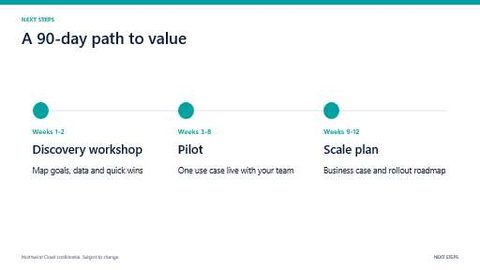 NEXT STEPS
A 90-day path to value
Weeks 1-2
Discovery workshop
Map goals, data and quick wins
Weeks 3-8
Pilot
One use case live with your team
Weeks 9-12
Scale plan
Business case and rollout roadmap
Northwind Cloud confidential. Subject to change.
NEXT STEPS